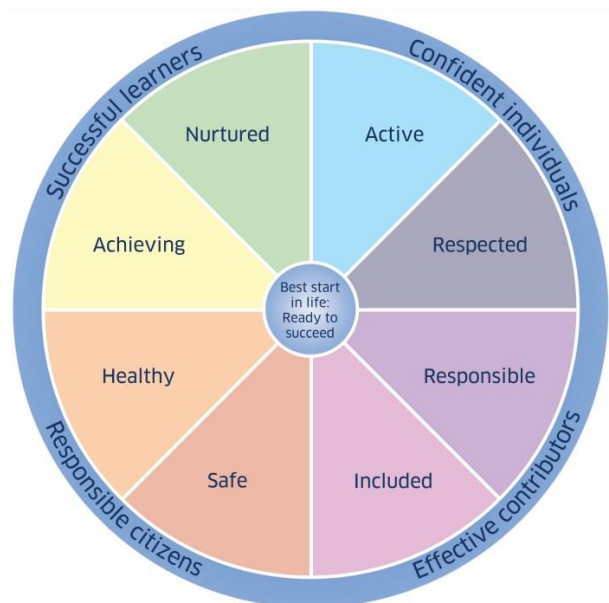 Successful learners
Confident individuals
Nurtured
Active
Achieving
Respected
Best start
in life:
Ready to
succeed
Healthy
Responsible
Safe
Included
Responsible citizens
Effective contributors